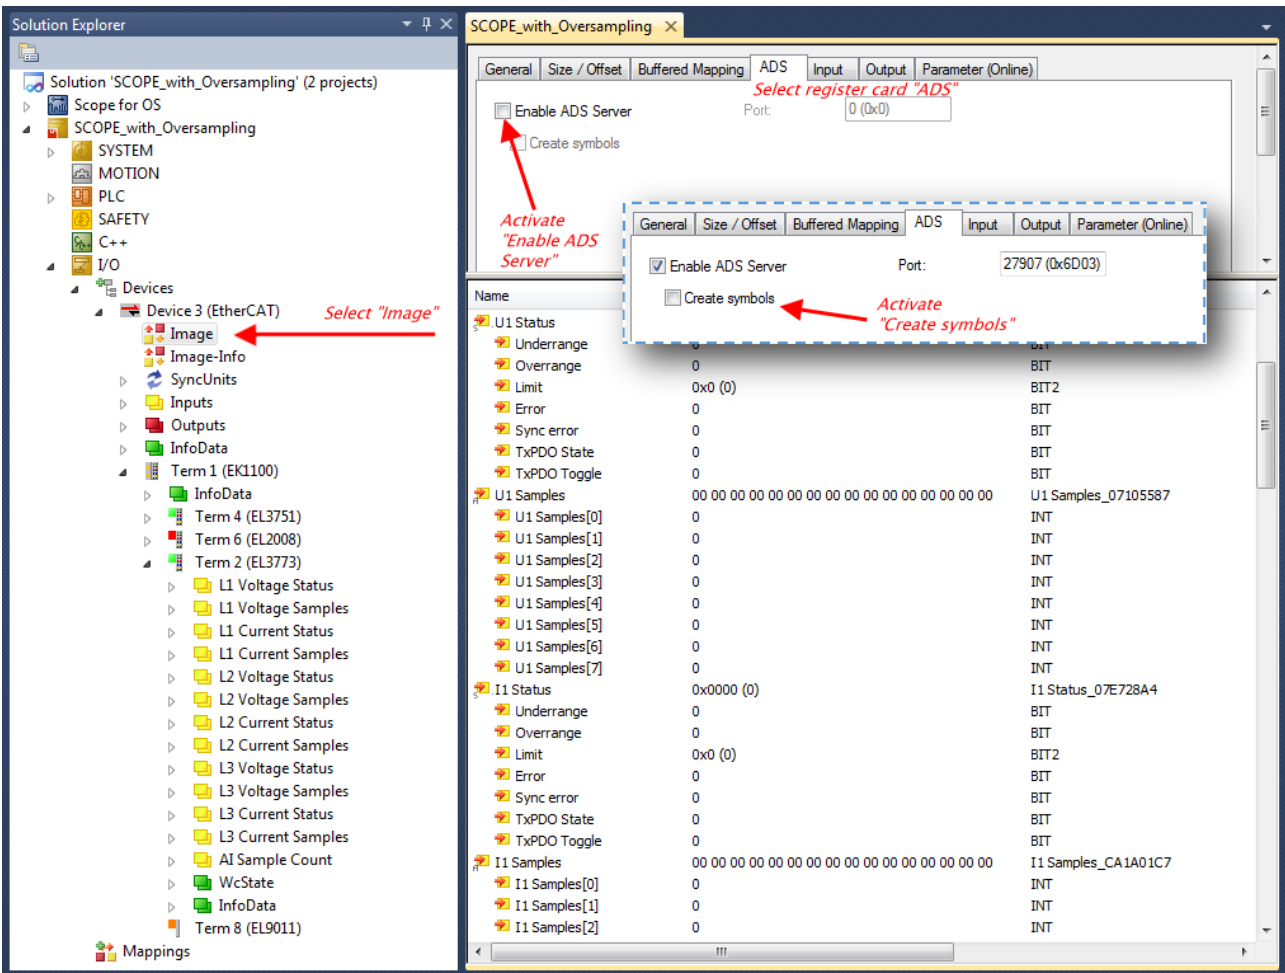 Solution Explorer
Solution 'SCOPE_with_Oversampling' (2 projects)
Scope for OS
SCOPE_with_Oversampling
SYSTEM
MOTION
PLC
SAFETY
C++
I/O
Devices
Device 3 (EtherCAT)
Select "Image"
Image
Image-Info
SyncUnits
Inputs
Outputs
InfoData
Term 1 (EK1100)
InfoData
Term 4 (EL3751)
Term 6 (EL2008)
Term 2 (EL3773)
L1 Voltage Status
L1 Voltage Samples
L1 Current Status
L1 Current Samples
L2 Voltage Status
L2 Voltage Samples
L2 Current Status
L2 Current Samples
L3 Voltage Status
L3 Voltage Samples
L3 Current Status
L3 Current Samples
AI Sample Count
WcState
InfoData
Term 8 (EL9011)
Mappings
SCOPE_with_Oversampling
General Size / Offset Buffered Mapping ADS Input Output Parameter (Online)
Select register card "ADS"
Enable ADS Server Port: 0 (0x0)
Create symbols
Activate
"Enable ADS
Server"
General Size / Offset Buffered Mapping ADS Input Output Parameter (Online)
Enable ADS Server Port: 27907 (0x6D03)
Create symbols
Activate
"Create symbols"
Name
U1 Status
Underrange 0 BIT
Overrange 0 BIT
Limit 0x0 (0) BIT2
Error 0 BIT
Sync error 0 BIT
TxPDO State 0 BIT
TxPDO Toggle 0 BIT
U1 Samples 00 00 00 00 00 00 00 00 00 00 00 00 00 00 00 00 U1 Samples_07105587
U1 Samples[0] 0 INT
U1 Samples[1] 0 INT
U1 Samples[2] 0 INT
U1 Samples[3] 0 INT
U1 Samples[4] 0 INT
U1 Samples[5] 0 INT
U1 Samples[6] 0 INT
U1 Samples[7] 0 INT
I1 Status 0x0000 (0) I1 Status_07E728A4
Underrange 0 BIT
Overrange 0 BIT
Limit 0x0 (0) BIT2
Error 0 BIT
Sync error 0 BIT
TxPDO State 0 BIT
TxPDO Toggle 0 BIT
I1 Samples 00 00 00 00 00 00 00 00 00 00 00 00 00 00 00 00 I1 Samples_CA1A01C7
I1 Samples[0] 0 INT
I1 Samples[1] 0 INT
I1 Samples[2] 0 INT